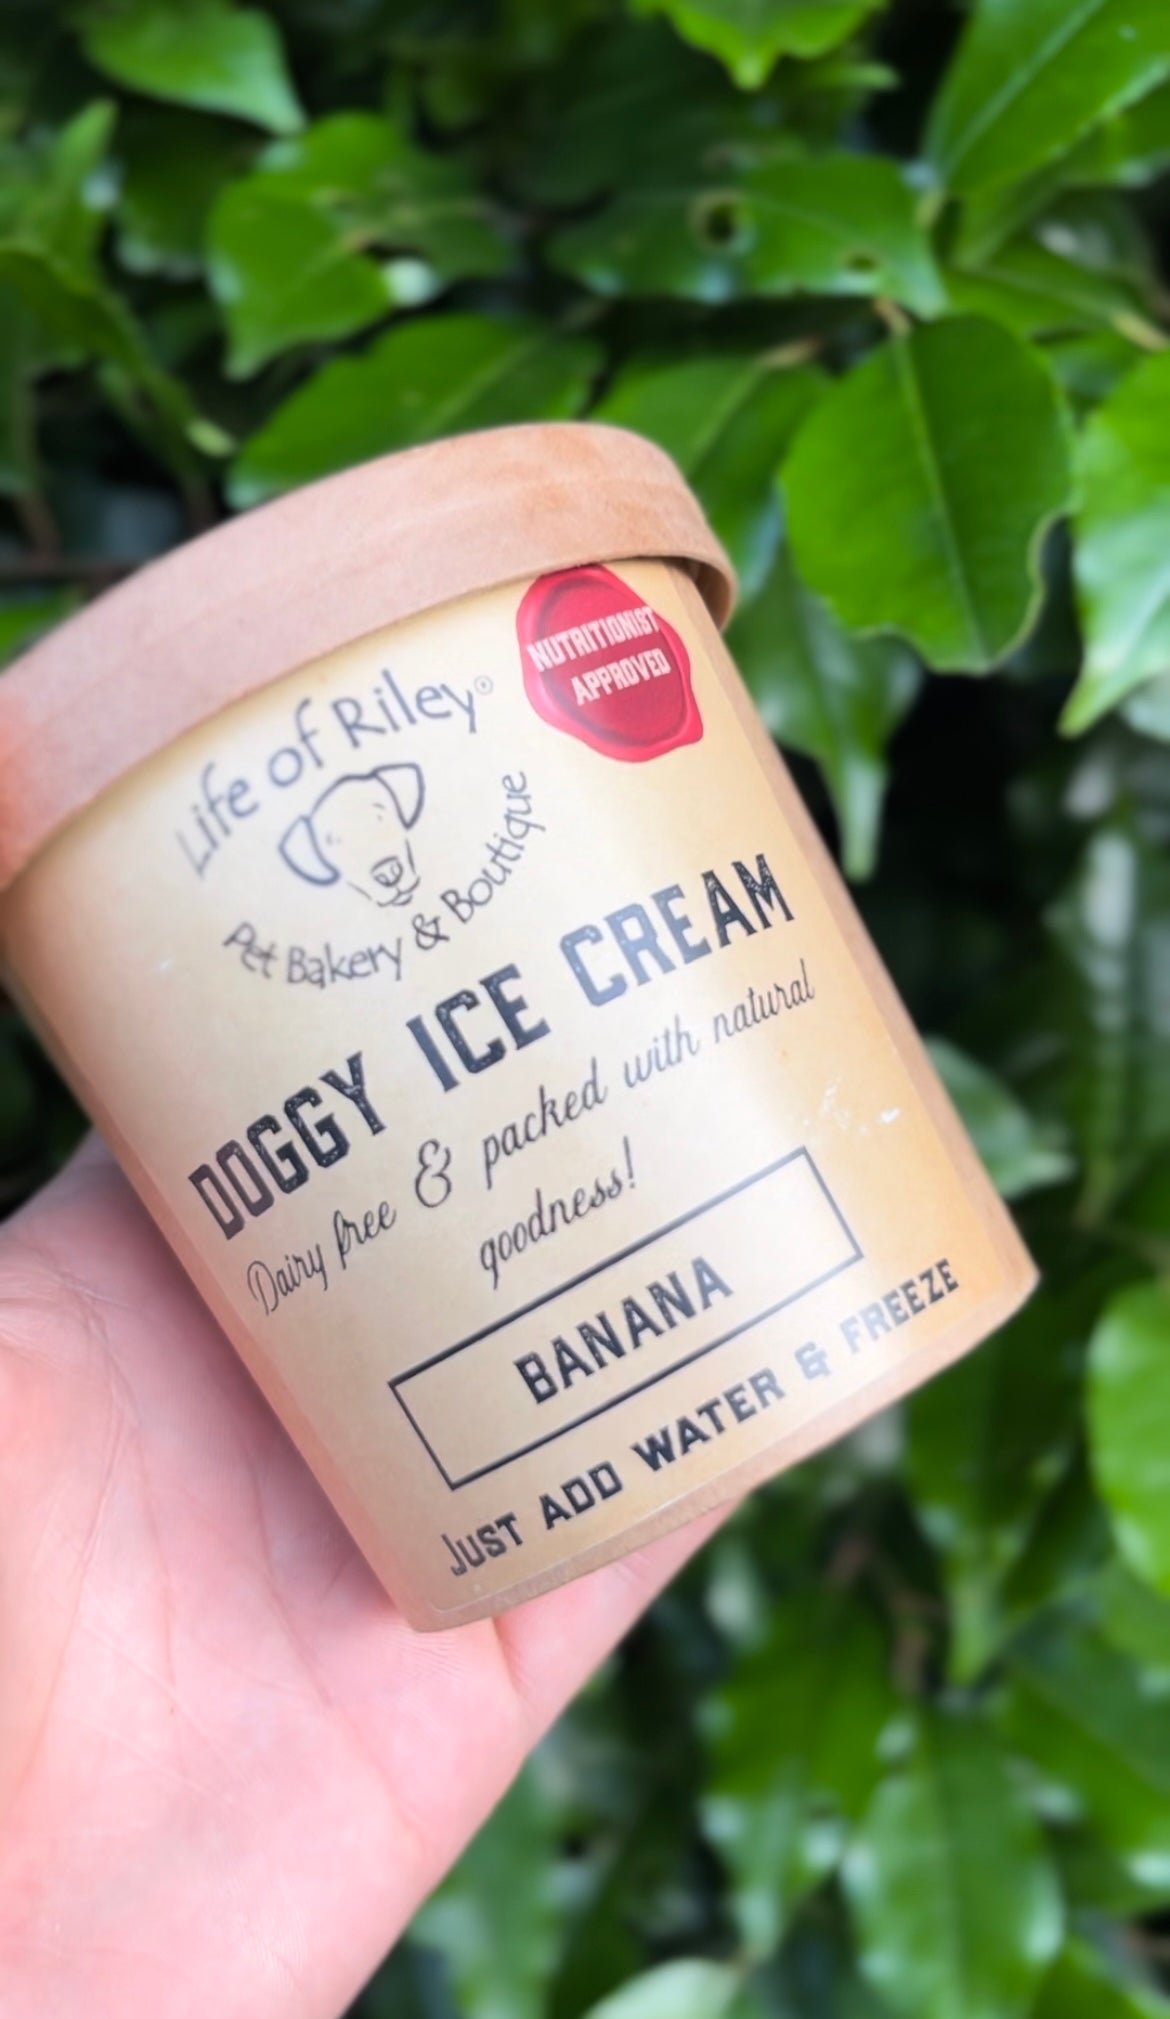 NUTRITIONIST
APPROVED
Life of Riley®
Pet Bakery & Boutique
DOGGY ICE CREAM
Dairy free & packed with natural
goodness!
BANANA
JUST ADD WATER & FREEZE